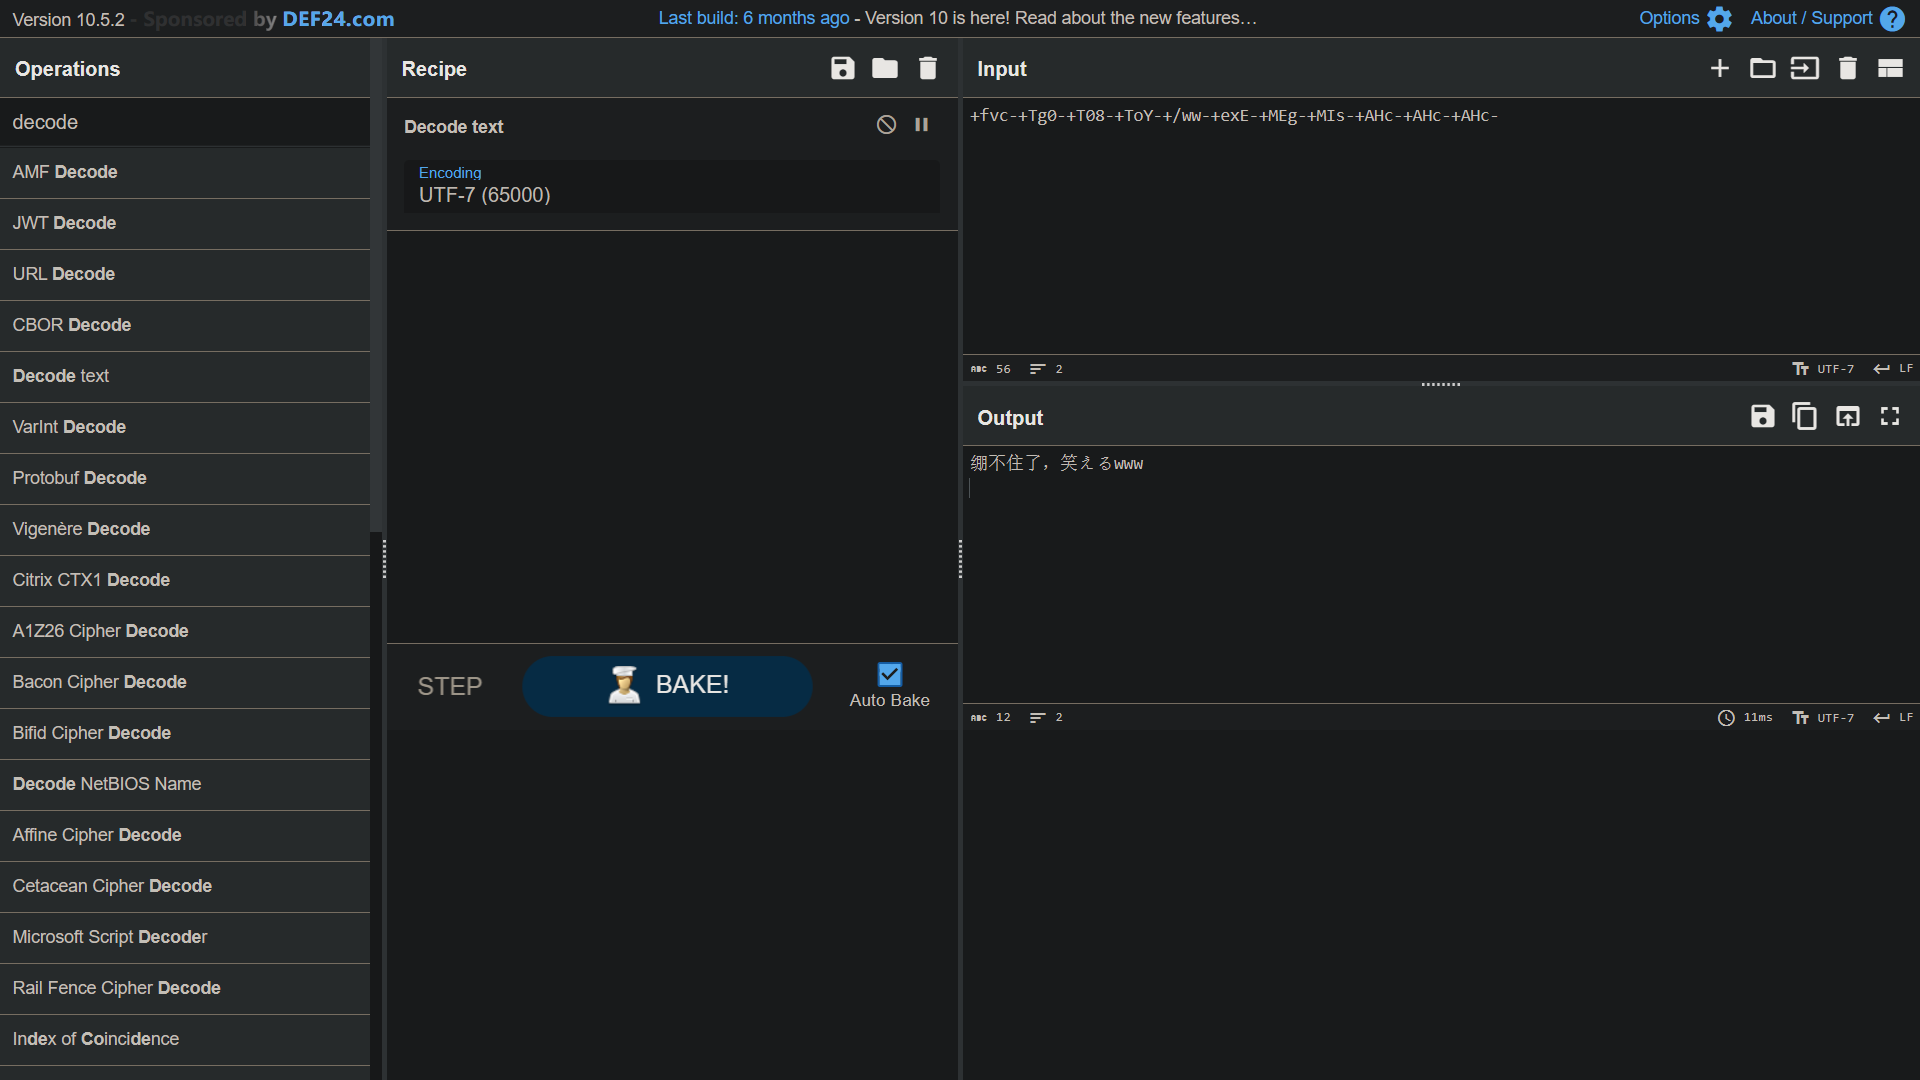 Version 10.5.2 - Sponsored by DEF24.com
Last build: 6 months ago - Version 10 is here! Read about the new features…
Options
About / Support
Operations
decode
AMF Decode
JWT Decode
URL Decode
CBOR Decode
Decode text
VarInt Decode
Protobuf Decode
Vigenère Decode
Citrix CTX1 Decode
A1Z26 Cipher Decode
Bacon Cipher Decode
Bifid Cipher Decode
Decode NetBIOS Name
Affine Cipher Decode
Cetacean Cipher Decode
Microsoft Script Decoder
Rail Fence Cipher Decode
Index of Coincidence
Recipe
Decode text
Encoding
UTF-7 (65000)
STEP
BAKE!
Auto Bake
Input
+fvc-+Tg0-+T08-+ToY-+/ww-+exE-+MEg-+MIs-+AHc-+AHc-+AHc-
ABC 56 2
UTF-7 LF
Output
绷不住了，笑えるwww
ABC 12 2
11ms UTF-7 LF